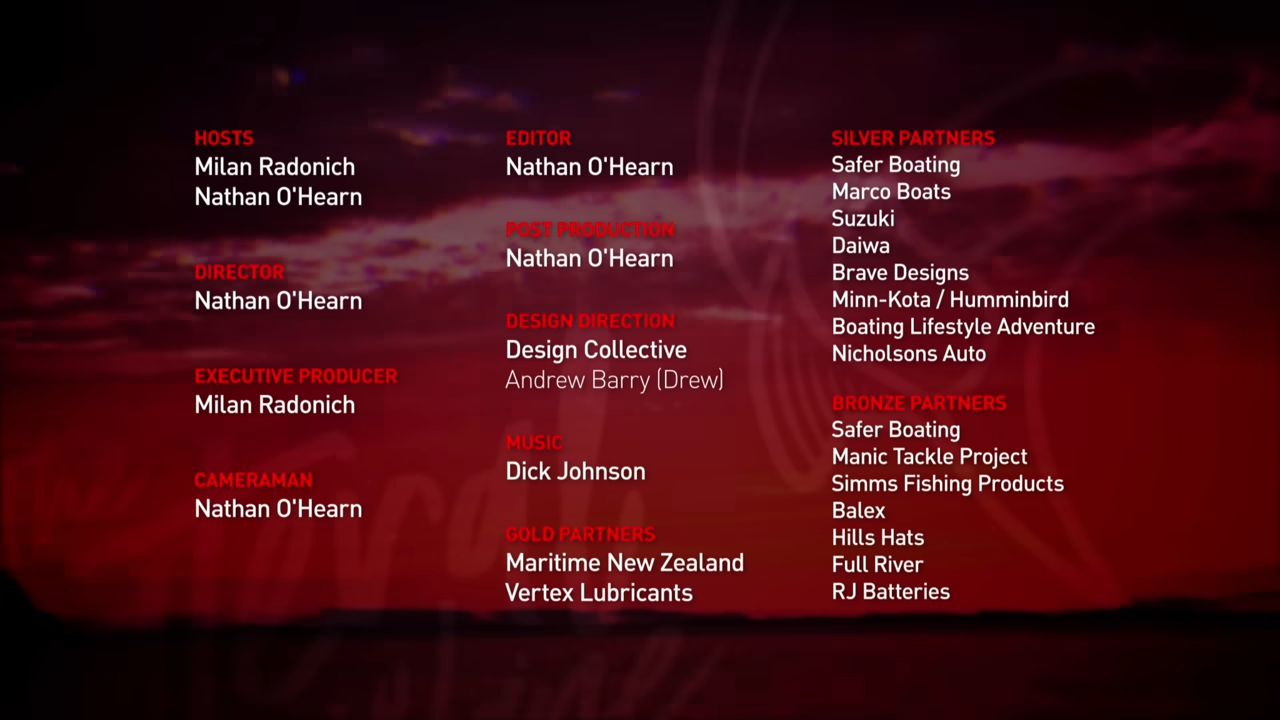 HOSTS
Milan Radonich
Nathan O'Hearn
DIRECTOR
Nathan O'Hearn
EXECUTIVE PRODUCER
Milan Radonich
CAMERAMAN
Nathan O'Hearn
EDITOR
Nathan O'Hearn
POST PRODUCTION
Nathan O'Hearn
DESIGN DIRECTION
Design Collective
Andrew Barry (Drew)
MUSIC
Dick Johnson
GOLD PARTNERS
Maritime New Zealand
Vertex Lubricants
SILVER PARTNERS
Safer Boating
Marco Boats
Suzuki
Daiwa
Brave Designs
Minn-Kota / Humminbird
Boating Lifestyle Adventure
Nicholsons Auto
BRONZE PARTNERS
Safer Boating
Manic Tackle Project
Simms Fishing Products
Balex
Hills Hats
Full River
RJ Batteries